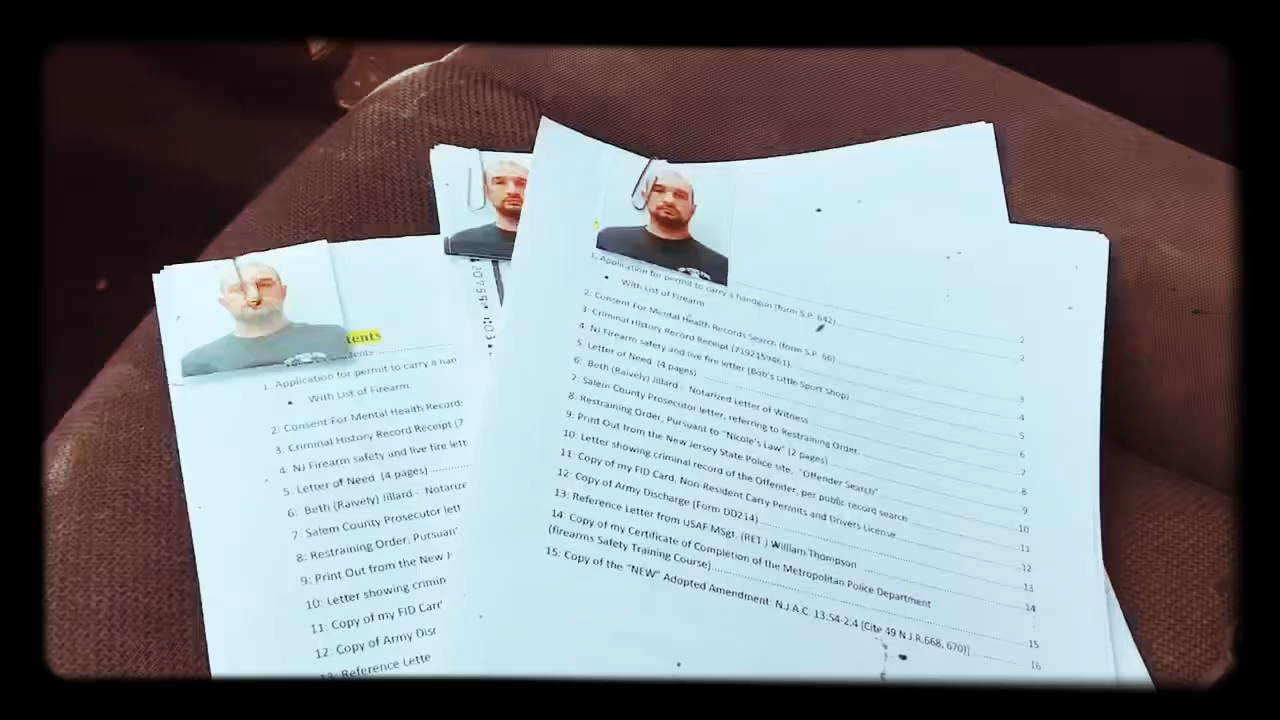 tents
1. Application for permit to carry a han
• With List of Firearm.
2: Consent For Mental Health Records
3: Criminal History Record Receipt (7
4: NJ Firearm safety and live fire lett
5: Letter of Need (4 pages)
6: Beth (Raively) Jillard - Notarize
7: Salem County Prosecutor lett
8: Restraining Order, Pursuan
9: Print Out from the New J
10: Letter showing crimin
11: Copy of my FID Card
12: Copy of Army Disc
13: Reference Lette
1. Application for permit to carry a handgun (form S.P. 642) 2
• With List of Firearm 2
2: Consent For Mental Health Records Search (form S.P. 66) 3
3: Criminal History Record Receipt (7192159461) 4
4: NJ Firearm safety and live fire letter (Bob's Little Sport Shop) 5
5: Letter of Need (4 pages) 6
6: Beth (Raively) Jillard - Notarized Letter of Witness 7
7: Salem County Prosecutor letter, referring to Restraining Order 8
8: Restraining Order, Pursuant to "Nicole's Law" (2 pages) 9
9: Print Out from the New Jersey State Police site, "Offender Search" 10
10: Letter showing criminal record of the Offender, per public record search 11
11: Copy of my FID Card, Non-Resident Carry Permits and Drivers License 12
12: Copy of Army Discharge (Form DD214) 13
13: Reference Letter from USAF MSgt. (RET.) William Thompson 14
14: Copy of my Certificate of Completion of the Metropolitan Police Department
(firearms Safety Training Course) 15
15: Copy of the "NEW" Adopted Amendment: N.J.A.C. 13:54-2.4 [Cite 49 N.J.R.668, 670)] 16